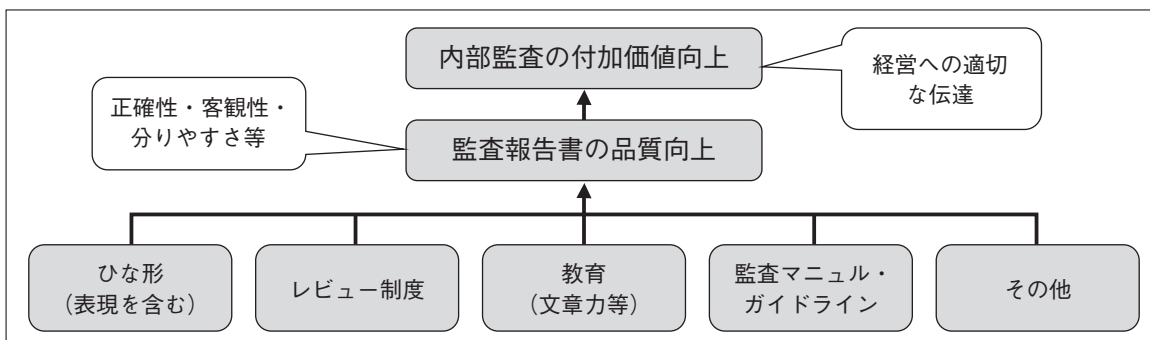 内部監査の付加価値向上
経営への適切
な伝達
正確性・客観性・
分りやすさ等
監査報告書の品質向上
ひな形
（表現を含む）
レビュー制度
教育
（文章力等）
監査マニュル・
ガイドライン
その他